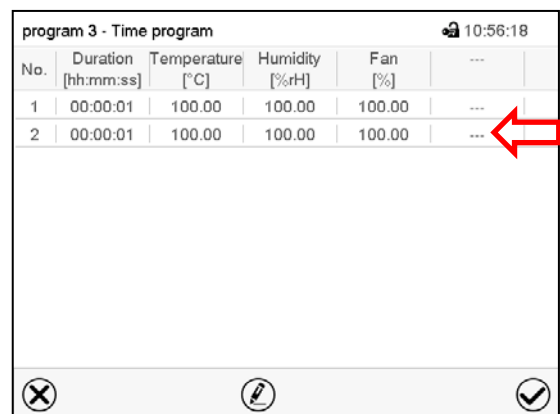 program 3 - Time program 10:56:18
No. Duration [hh:mm:ss] Temperature [°C] Humidity [%rH] Fan [%] ---
1 00:00:01 100.00 100.00 100.00 ---
2 00:00:01 100.00 100.00 100.00 ---